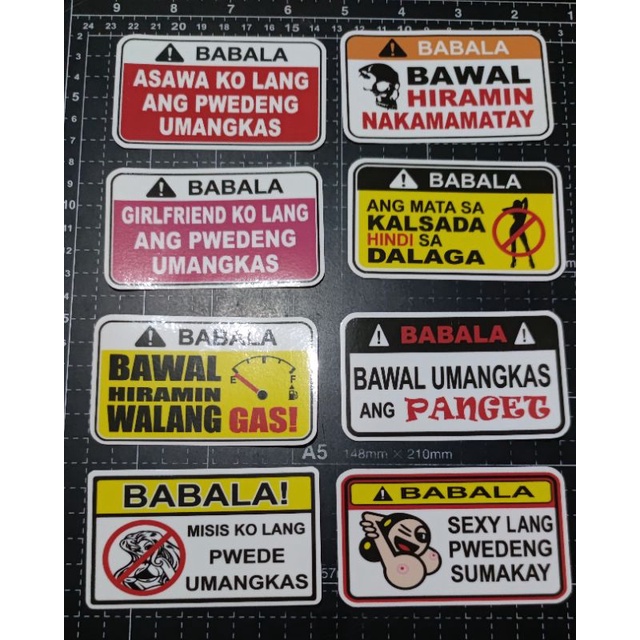 BABALA
ASAWA KO LANG
ANG PWEDENG
UMANGKAS
BABALA
BAWAL
HIRAMIN
NAKAMAMATAY
BABALA
GIRLFRIEND KO LANG
ANG PWEDENG
UMANGKAS
BABALA
ANG MATA SA
KALSADA
HINDI SA
DALAGA
BABALA
BAWAL
HIRAMIN
WALANG GAS!
E F
BABALA
BAWAL UMANGKAS
ANG PANGET
A5 148mm × 210mm
BABALA!
MISIS KO LANG
PWEDE
UMANGKAS
BABALA
SEXY LANG
PWEDENG
SUMAKAY